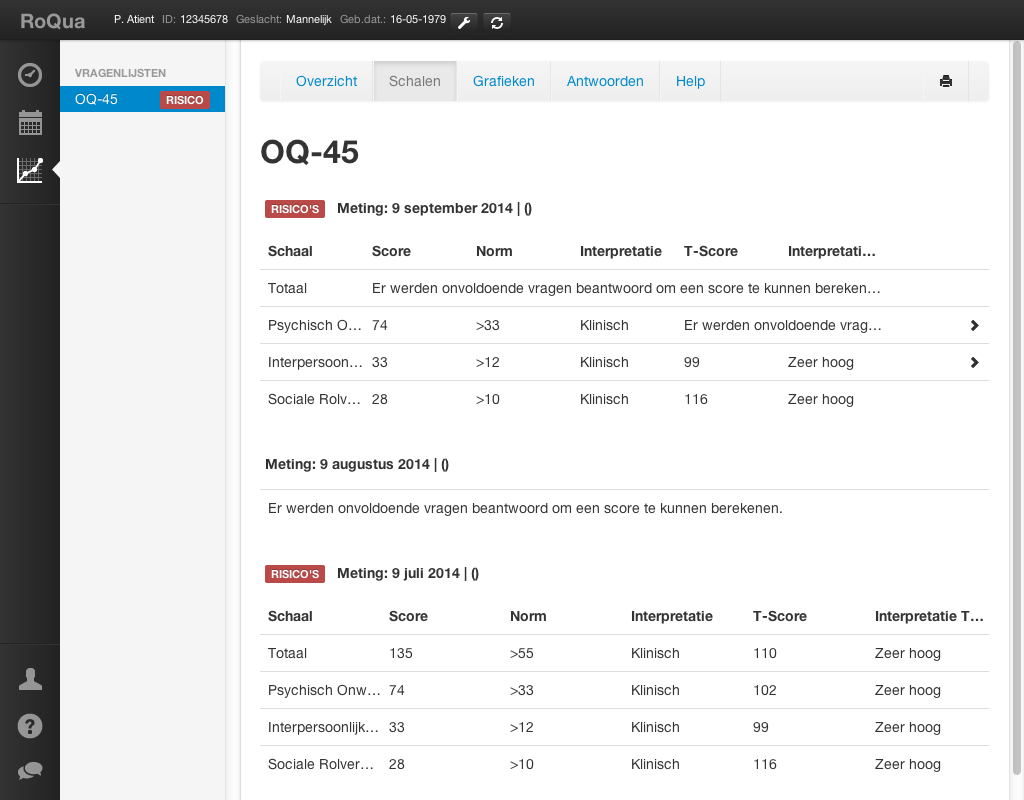 RoQua P. Atient ID: 12345678 Geslacht: Mannelijk Geb.dat.: 16-05-1979
VRAGENLIJSTEN
OQ-45 RISICO
Overzicht Schalen Grafieken Antwoorden Help
OQ-45
RISICO'S Meting: 9 september 2014 | ()
Schaal Score Norm Interpretatie T-Score Interpretati…
Totaal Er werden onvoldoende vragen beantwoord om een score te kunnen bereken…
Psychisch O… 74 >33 Klinisch Er werden onvoldoende vrag…
Interpersoon… 33 >12 Klinisch 99 Zeer hoog
Sociale Rolv… 28 >10 Klinisch 116 Zeer hoog
Meting: 9 augustus 2014 | ()
Er werden onvoldoende vragen beantwoord om een score te kunnen berekenen.
RISICO'S Meting: 9 juli 2014 | ()
Schaal Score Norm Interpretatie T-Score Interpretatie T…
Totaal 135 >55 Klinisch 110 Zeer hoog
Psychisch Onw… 74 >33 Klinisch 102 Zeer hoog
Interpersoonlijk… 33 >12 Klinisch 99 Zeer hoog
Sociale Rolver… 28 >10 Klinisch 116 Zeer hoog